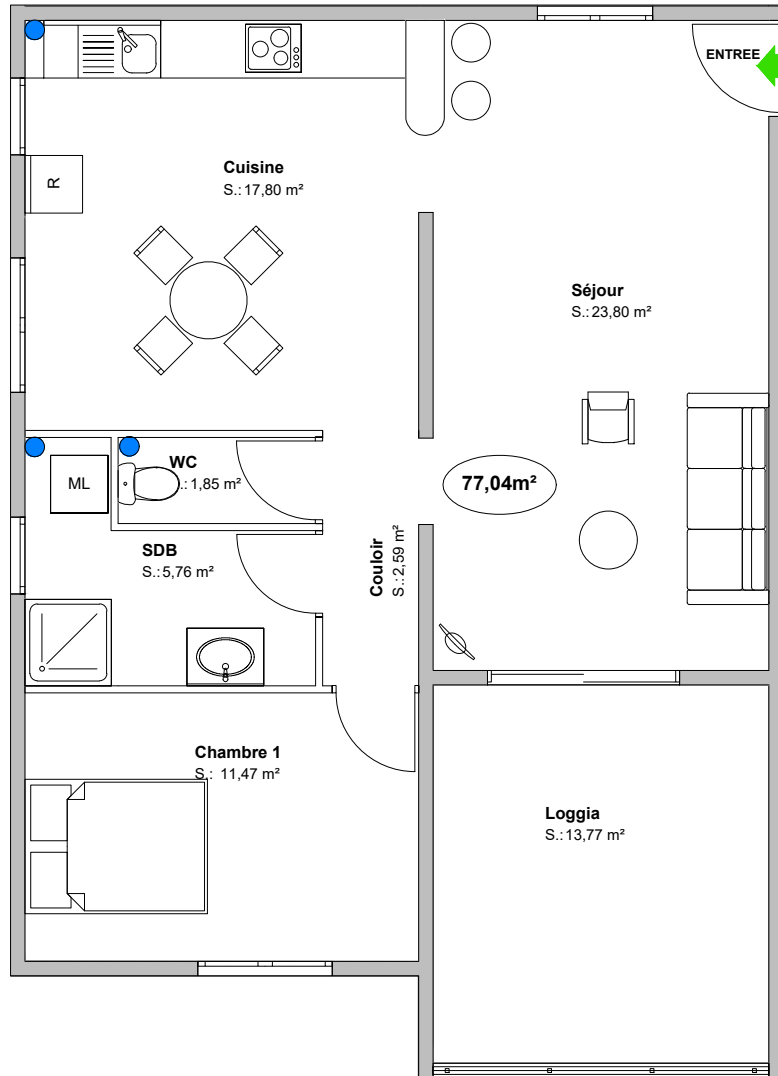 ENTREE
Cuisine
S.: 17,80 m²
R
Séjour
S.: 23,80 m²
WC
.: 1,85 m²
ML
77,04m²
SDB
S.: 5,76 m²
Couloir
S.: 2,59 m²
Chambre 1
S.: 11,47 m²
Loggia
S.: 13,77 m²